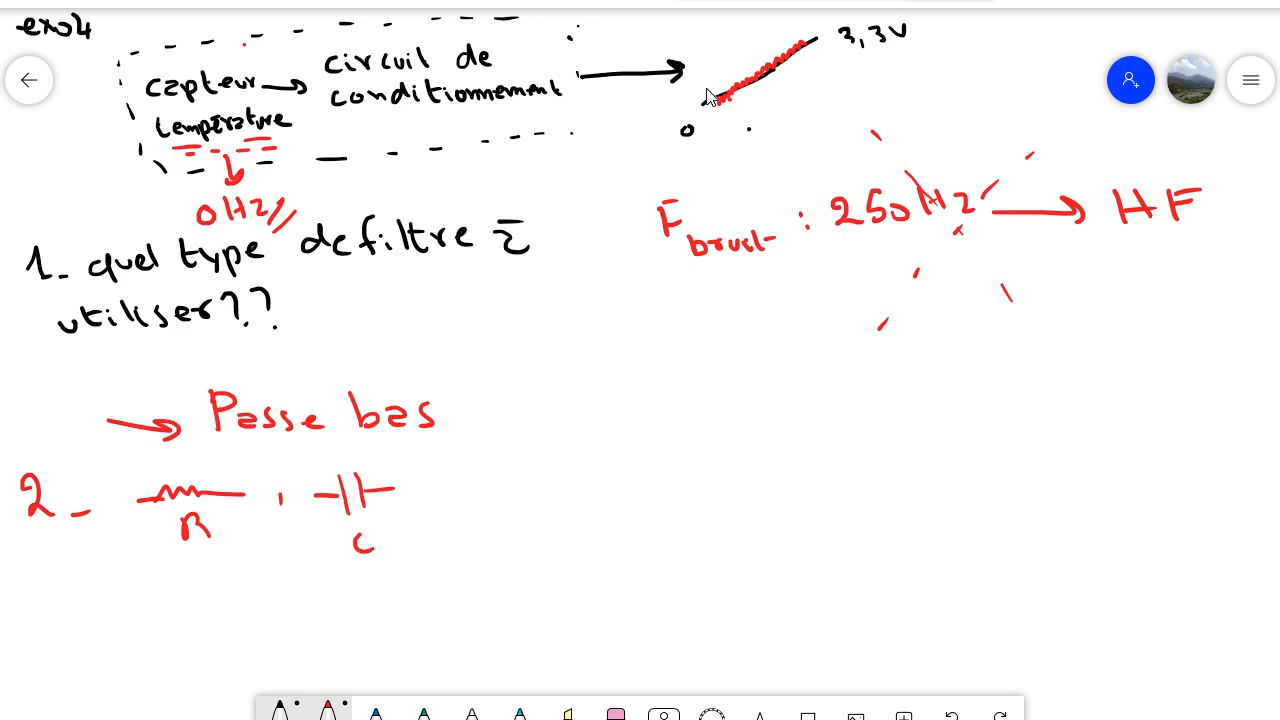 exo4
capteur → circuit de
conditionnement
température
3,3V
0
0Hz
F bruit : 250Hz → HF
1- quel type de filtre à
utiliser??
→ Passe bas
2-
R
C